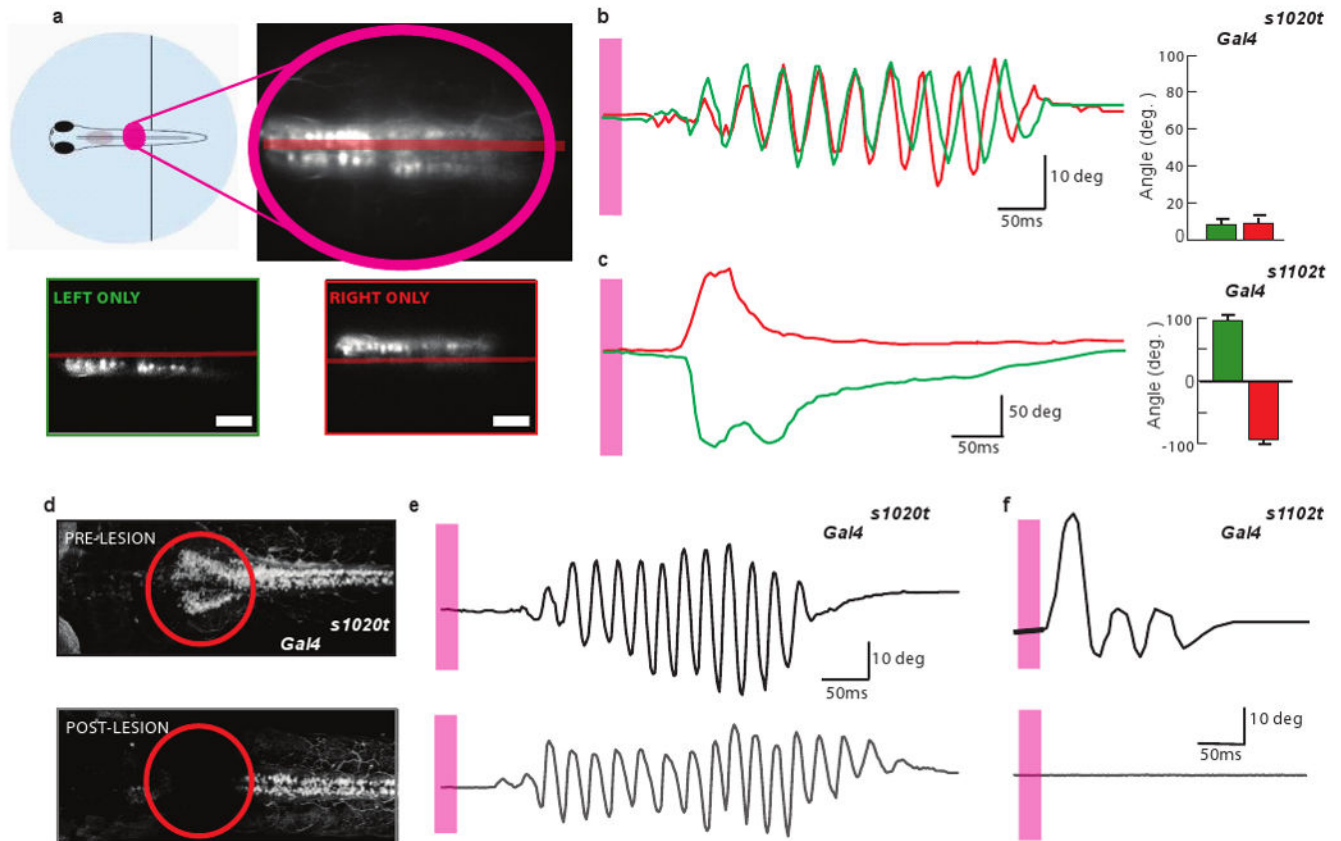 a
LEFT ONLY
RIGHT ONLY
b
10 deg
50ms
s1020t
Gal4
Angle (deg. )
100
80
60
40
20
0
c
50 deg
50ms
s1102t
Gal4
Angle (deg. )
100
0
-100
d
PRE-LESION
s1020t
Gal4
POST-LESION
e
s1020t
Gal4
10 deg
50ms
f
s1102t
Gal4
10 deg
50ms